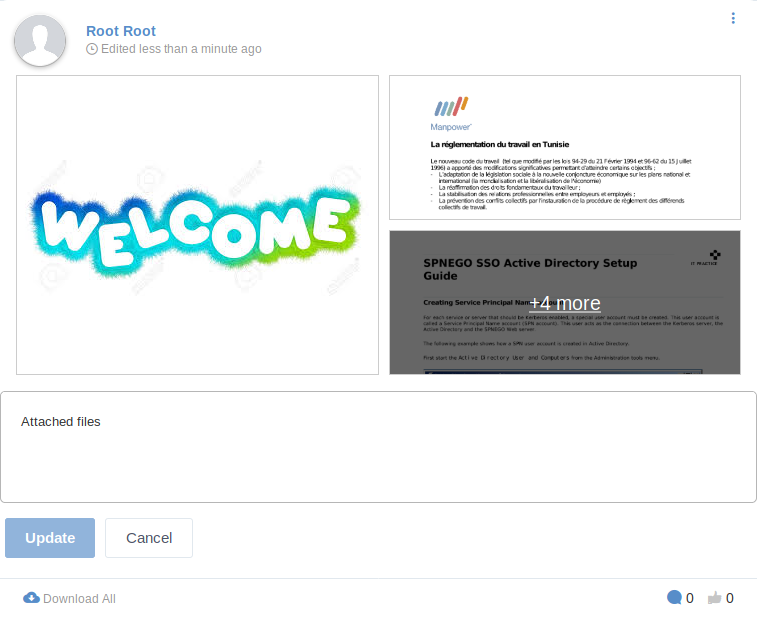 Root Root
Edited less than a minute ago
WELCOME
Manpower
La réglementation du travail en Tunisie
Le nouveau code du travail (tel que modifié par les lois 94-29 du 21 Février 1994 et 96-62 du 15 Juillet
1996) a apporté des modifications significatives permettant d'atteindre certains objectifs ;
- L'adaptation de la législation sociale à la nouvelle conjoncture économique sur les plans national et
international (la mondialisation et la libéralisation de l'économie)
- La réaffirmation des droits fondamentaux du travailleur ;
- La stabilisation des relations professionnelles entre employeurs et employés ;
- La prévention des conflits collectifs par l'instauration de la procédure de règlement des différends
collectifs de travail.
IT PRACTICE
SPNEGO SSO Active Directory Setup
Guide
+4 more
Creating Service Principal Name
For each service or server that should be Kerberos enabled, a special user account must be created. This user account is
called a Service Principal Name account (SPN account). This user acts as the connection between the Kerberos server, the
Active Directory and the SPNEGO Web server.
The following example shows how a SPN user account is created in Active Directory:
First start the Active Directory User and Computers from the Administration tools menu.
Attached files
Update
Cancel
Download All
0
0